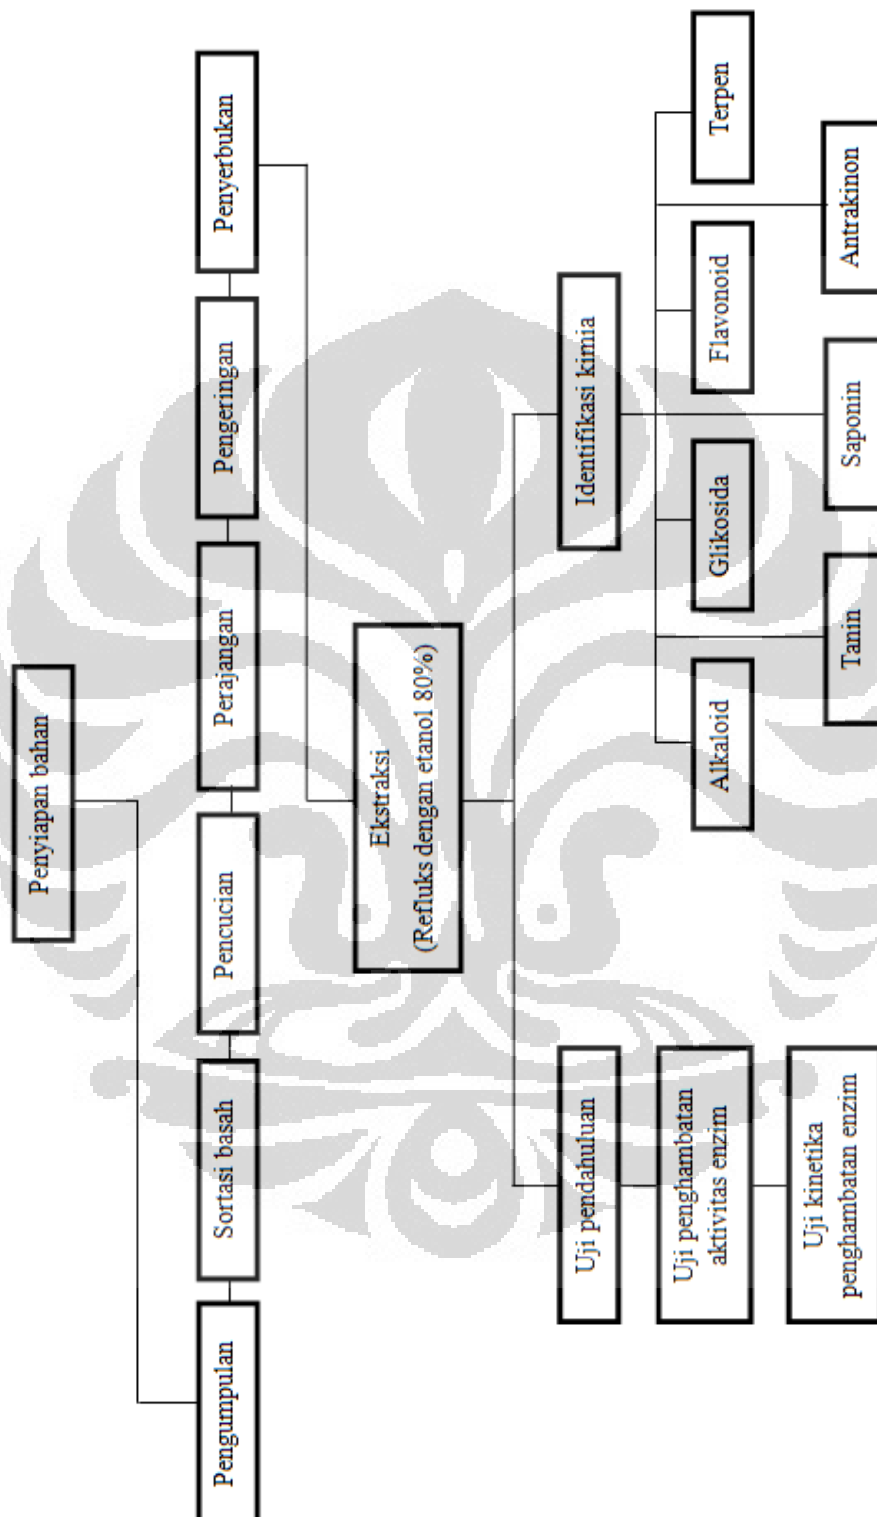 Penyiapan bahan
Pengumpulan
Sortasi basah
Pencucian
Perajangan
Pengeringan
Penyerbukan
Ekstraksi
(Refluks dengan etanol 80%)
Uji pendahuluan
Identifikasi kimia
Uji penghambatan
aktivitas enzim
Alkaloid
Glikosida
Flavonoid
Terpen
Uji kinetika
penghambatan enzim
Tanin
Saponin
Antrakinon